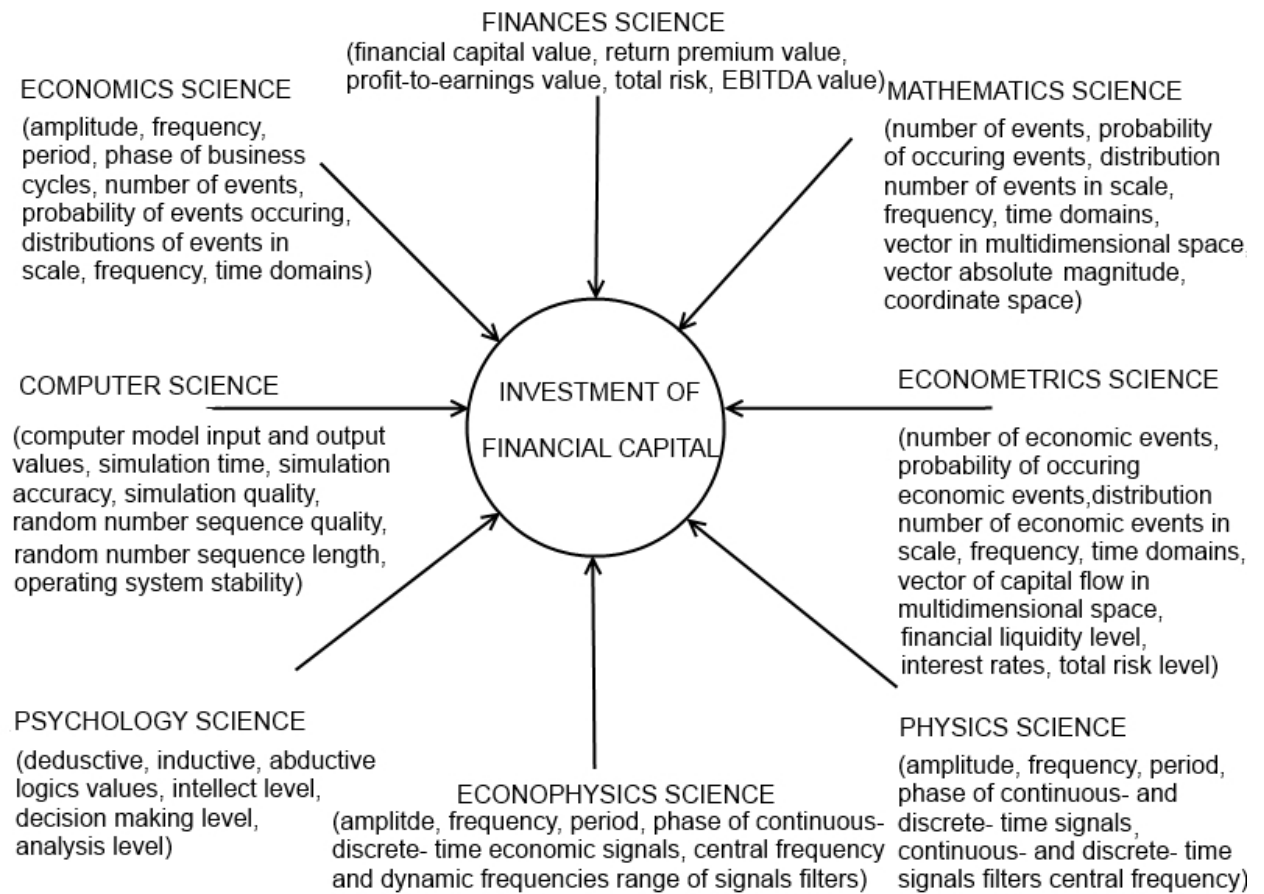 FINANCES SCIENCE
(financial capital value, return premium value,
profit-to-earnings value, total risk, EBITDA value)
ECONOMICS SCIENCE
(amplitude, frequency,
period, phase of business
cycles, number of events,
probability of events occuring,
distributions of events in
scale, frequency, time domains)
MATHEMATICS SCIENCE
(number of events, probability
of occuring events, distribution
number of events in scale,
frequency, time domains,
vector in multidimensional space,
vector absolute magnitude,
coordinate space)
COMPUTER SCIENCE
(computer model input and output
values, simulation time, simulation
accuracy, simulation quality,
random number sequence quality,
random number sequence length,
operating system stability)
INVESTMENT OF
FINANCIAL CAPITAL
ECONOMETRICS SCIENCE
(number of economic events,
probability of occuring
economic events,distribution
number of economic events in
scale, frequency, time domains,
vector of capital flow in
multidimensional space,
financial liquidity level,
interest rates, total risk level)
PSYCHOLOGY SCIENCE
(dedusctive, inductive, abductive
logics values, intellect level,
decision making level,
analysis level)
ECONOPHYSICS SCIENCE
(amplitde, frequency, period, phase of continuous-
discrete- time economic signals, central frequency
and dynamic frequencies range of signals filters)
PHYSICS SCIENCE
(amplitude, frequency, period,
phase of continuous- and
discrete- time signals,
continuous- and discrete- time
signals filters central frequency)